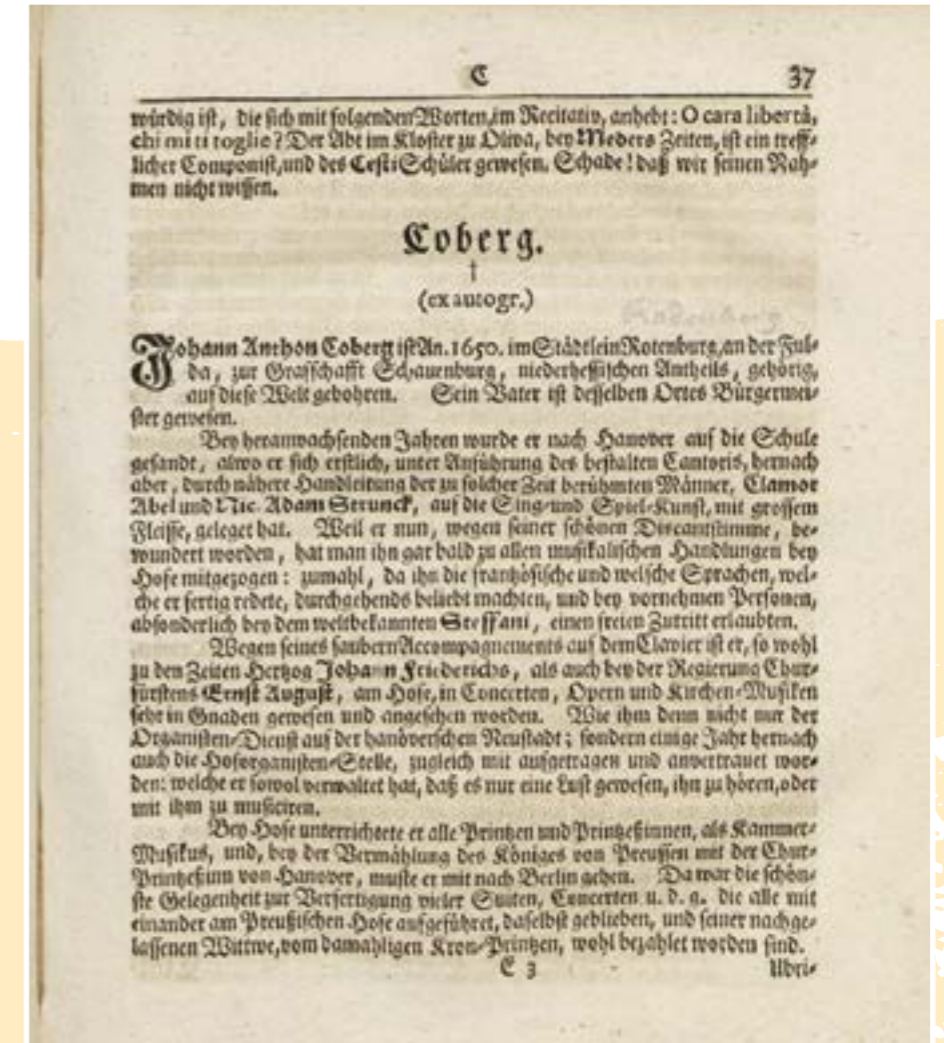 C 37
würdig ist, die sich mit folgenden Worten, im Recitativ, anhebt: O cara libertà,
chi mi ti toglie? Der Abt im Kloster zu Oliva, bey Meders Zeiten, ist ein treff-
licher Componist, und des Cesti Schüler gewesen. Schade! daß wir seinen Nah-
men nicht wissen.
Coberg.
†
(ex autogr.)
Johann Anthon Coberg ist An. 1650. im Städtlein Rotenburg, an der Ful-
da, zur Graffschafft Schauenburg, niederhessischen Antheils, gehörig,
auf diese Welt gebohren. Sein Vater ist desselben Ortes Bürgermei-
ster gewesen.
Bey heranwachsenden Jahren wurde er nach Hanover auf die Schule
gesandt, alwo er sich erstlich, unter Anführung des bestalten Cantoris, hernach
aber, durch nähere Handleitung der zu solcher Zeit berühmten Männer, Clamor
Abel und Nic. Adam Strunck, auf die Sing- und Spiel-Kunst, mit grossem
Fleisse, geleget hat. Weil er nun, wegen seiner schönen Discantstimme, be-
wundert worden, hat man ihn gar bald zu allen musikalischen Handlungen bey
Hofe mitgezogen: zumahl, da ihn die frantzösische und welsche Sprachen, wel-
che er fertig redete, durchgehends beliebt machten, und bey vornehmen Personen,
absonderlich bey dem weltbekannten Steffani, einen freien Zutritt erlaubten.
Wegen seines saubern Accompagnements auf dem Clavier ist er, so wohl
zu den Zeiten Hertzog Johann Friederichs, als auch bey der Regierung Chur-
fürstens Ernst August, am Hofe, in Concerten, Opern und Kirchen-Musiken
sehr in Gnaden gewesen und angesehen worden. Wie ihm denn nicht nur der
Organisten-Dienst auf der hanöverschen Neustadt; sondern einige Jahr hernach
auch die Hoforganisten-Stelle, zugleich mit aufgetragen und anvertrauet wor-
den: welche er sowol verwaltet hat, daß es nur eine Lust gewesen, ihn zu hören, oder
mit ihm zu musiciren.
Bey Hofe unterrichtete er alle Printzen und Printzeßinnen, als Kammer-
Musikus, und, bey der Vermählung des Königes von Preussen mit der Chur-
Printzeßinn von Hanover, muste er mit nach Berlin gehen. Da war die schön-
ste Gelegenheit zur Verfertigung vieler Suiten, Concerten u. d. g. die alle mit
einander am Preußischen Hofe aufgeführet, daselbst geblieben, und seiner nachge-
lassenen Wittwe, vom damahligen Kron-Printzen, wohl bezahlet worden sind.
E 3 Ubri-